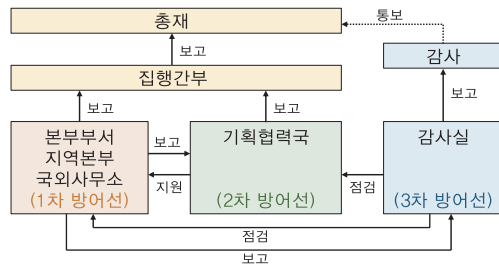 총재
통보
감사
보고
집행간부
보고
보고
보고
본부부서
지역본부
국외사무소
(1차 방어선)
보고
지원
기획협력국
(2차 방어선)
점검
감사실
(3차 방어선)
점검
보고